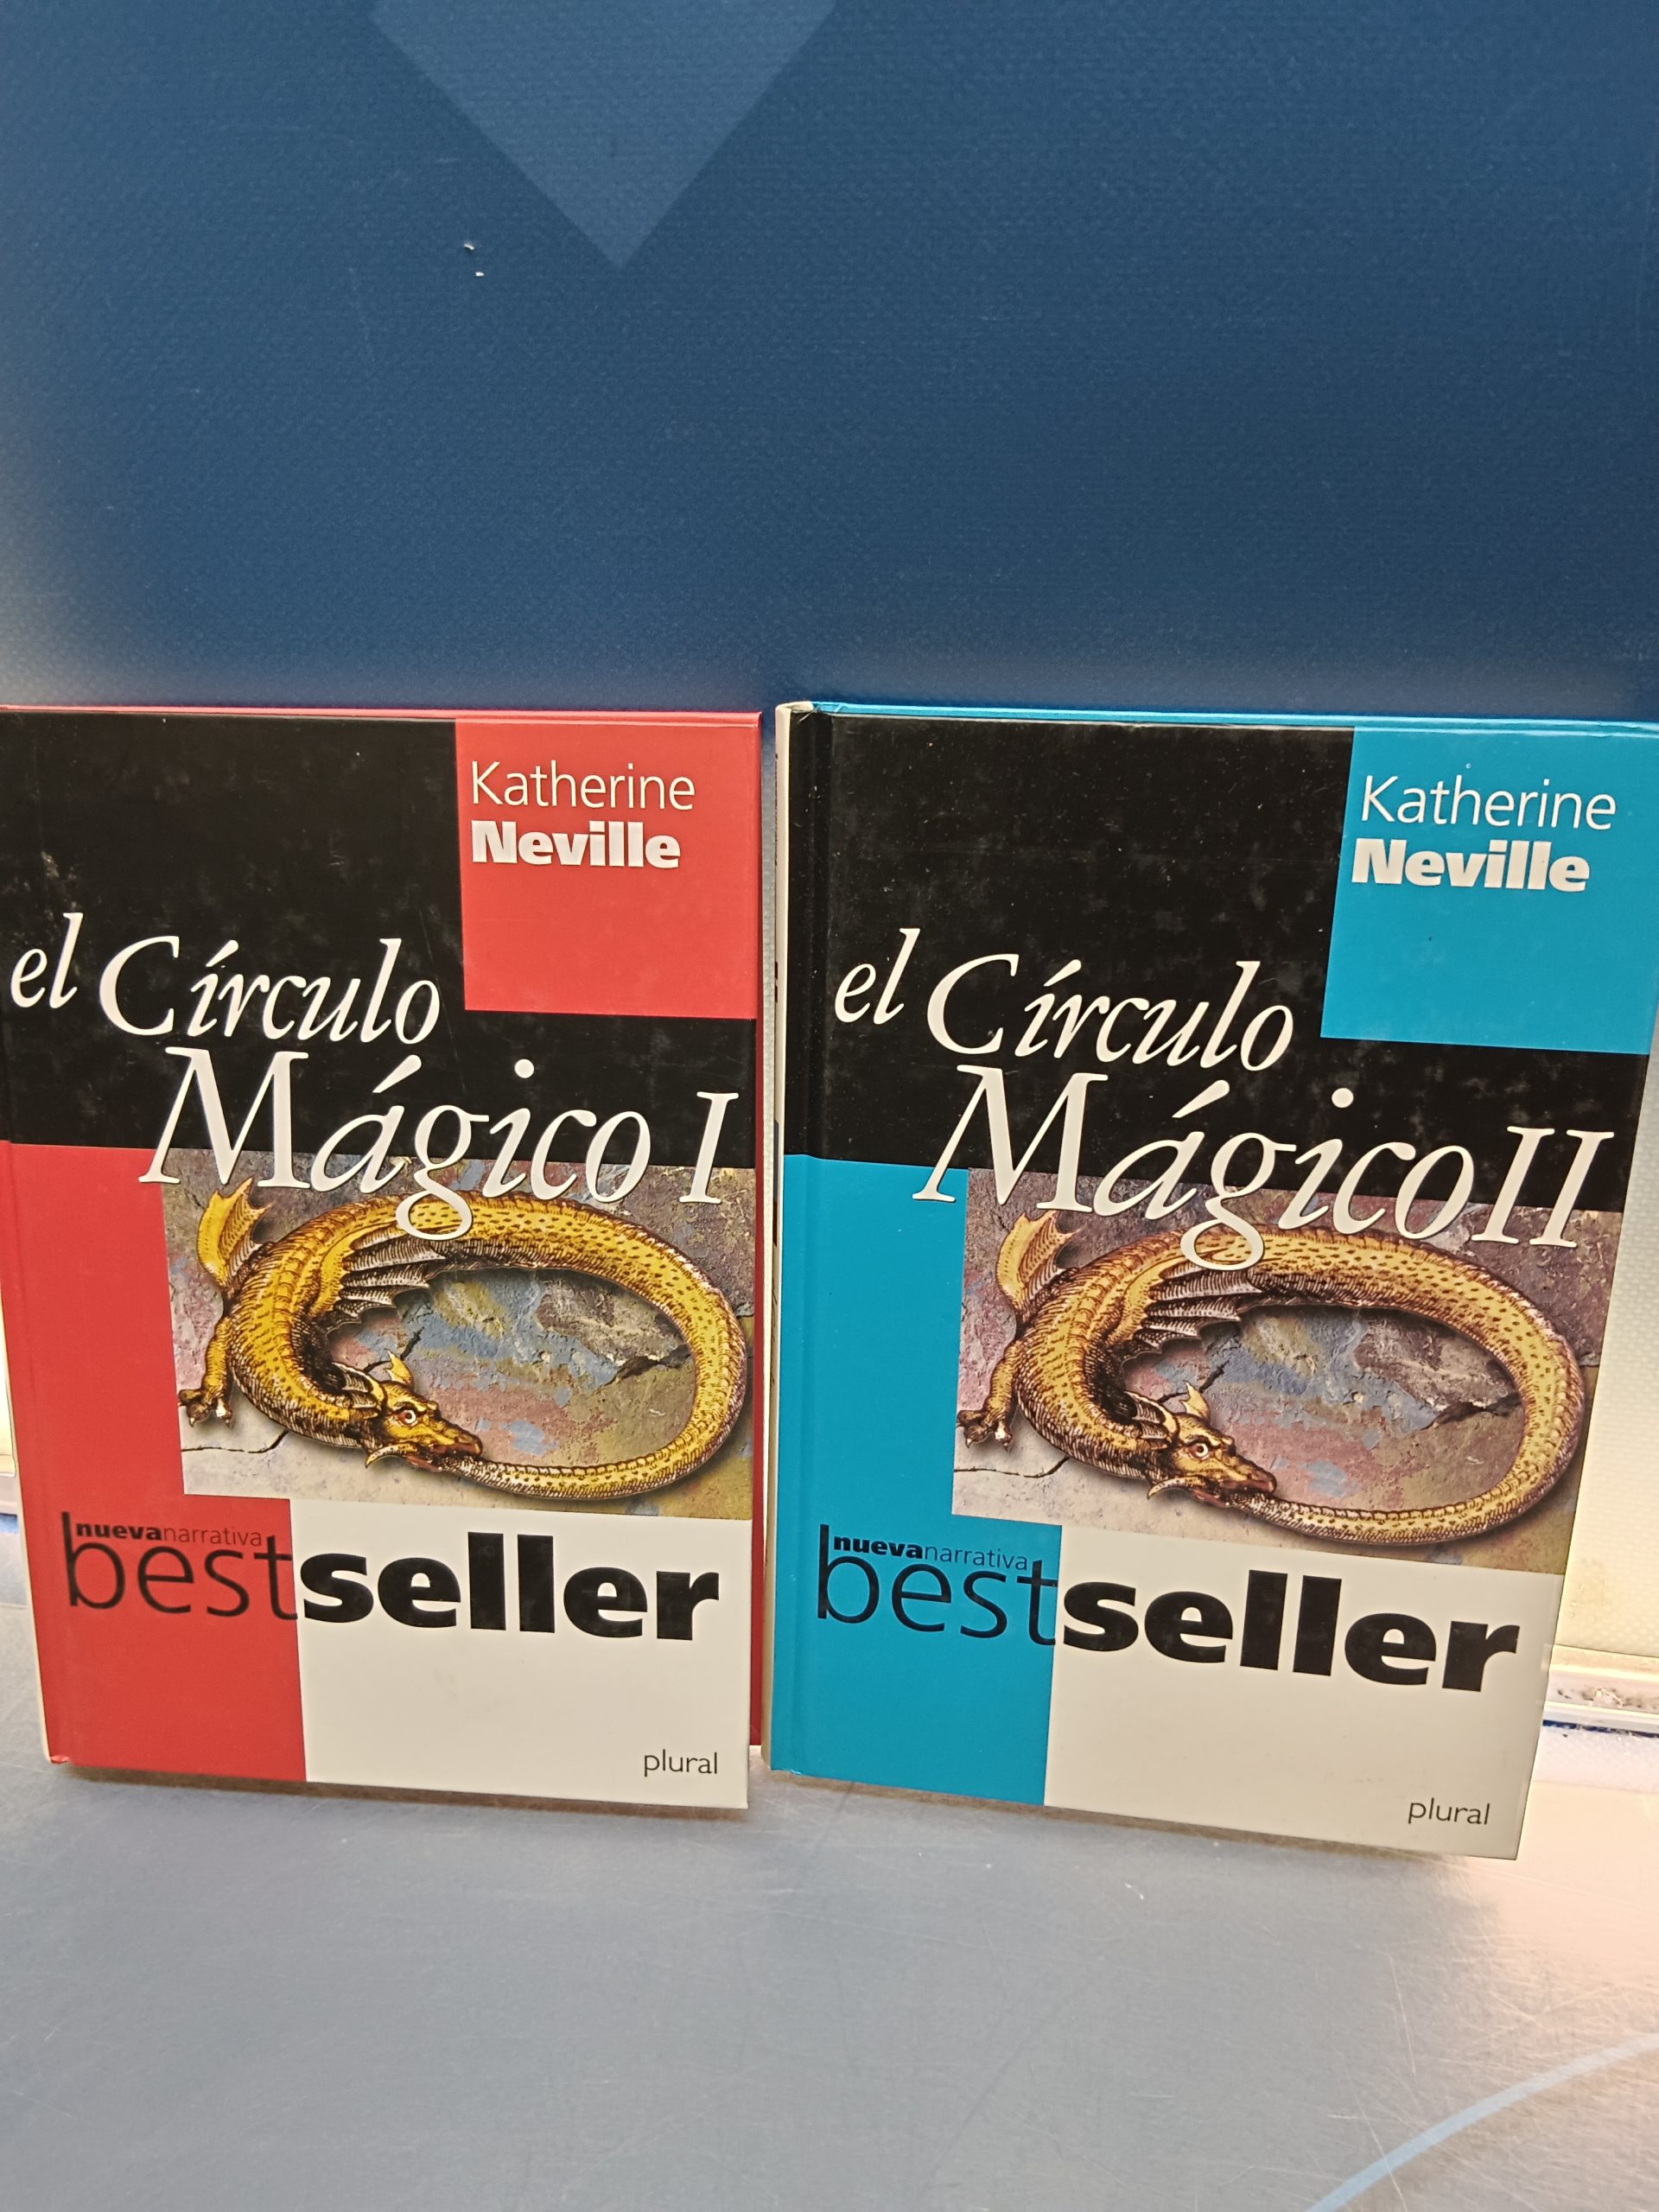 Katherine
Neville
el Círculo
Mágico I
nuevanarrativa
bestseller
plural
Katherine
Neville
el Círculo
Mágico II
nuevanarrativa
bestseller
plural